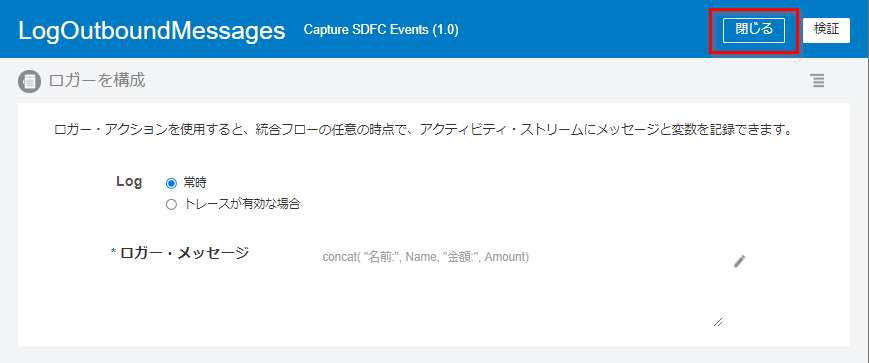 LogOutboundMessages Capture SDFC Events (1.0) 閉じる 検証
ロガーを構成
ロガー・アクションを使用すると、統合フローの任意の時点で、アクティビティ・ストリームにメッセージと変数を記録できます。
Log 常時
トレースが有効な場合
* ロガー・メッセージ concat( "名前:", Name, "金額:", Amount)